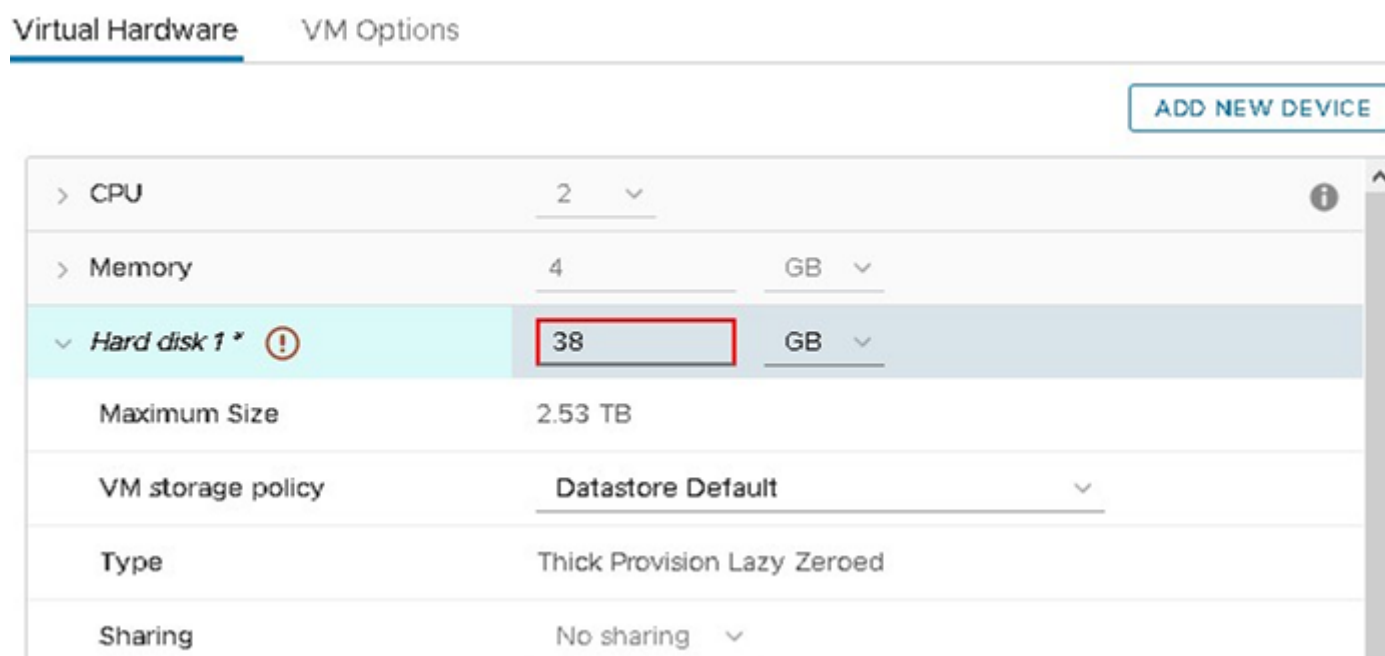 Virtual Hardware VM Options
ADD NEW DEVICE
CPU 2
Memory 4 GB
Hard disk 1 * 38 GB
Maximum Size 2.53 TB
VM storage policy Datastore Default
Type Thick Provision Lazy Zeroed
Sharing No sharing